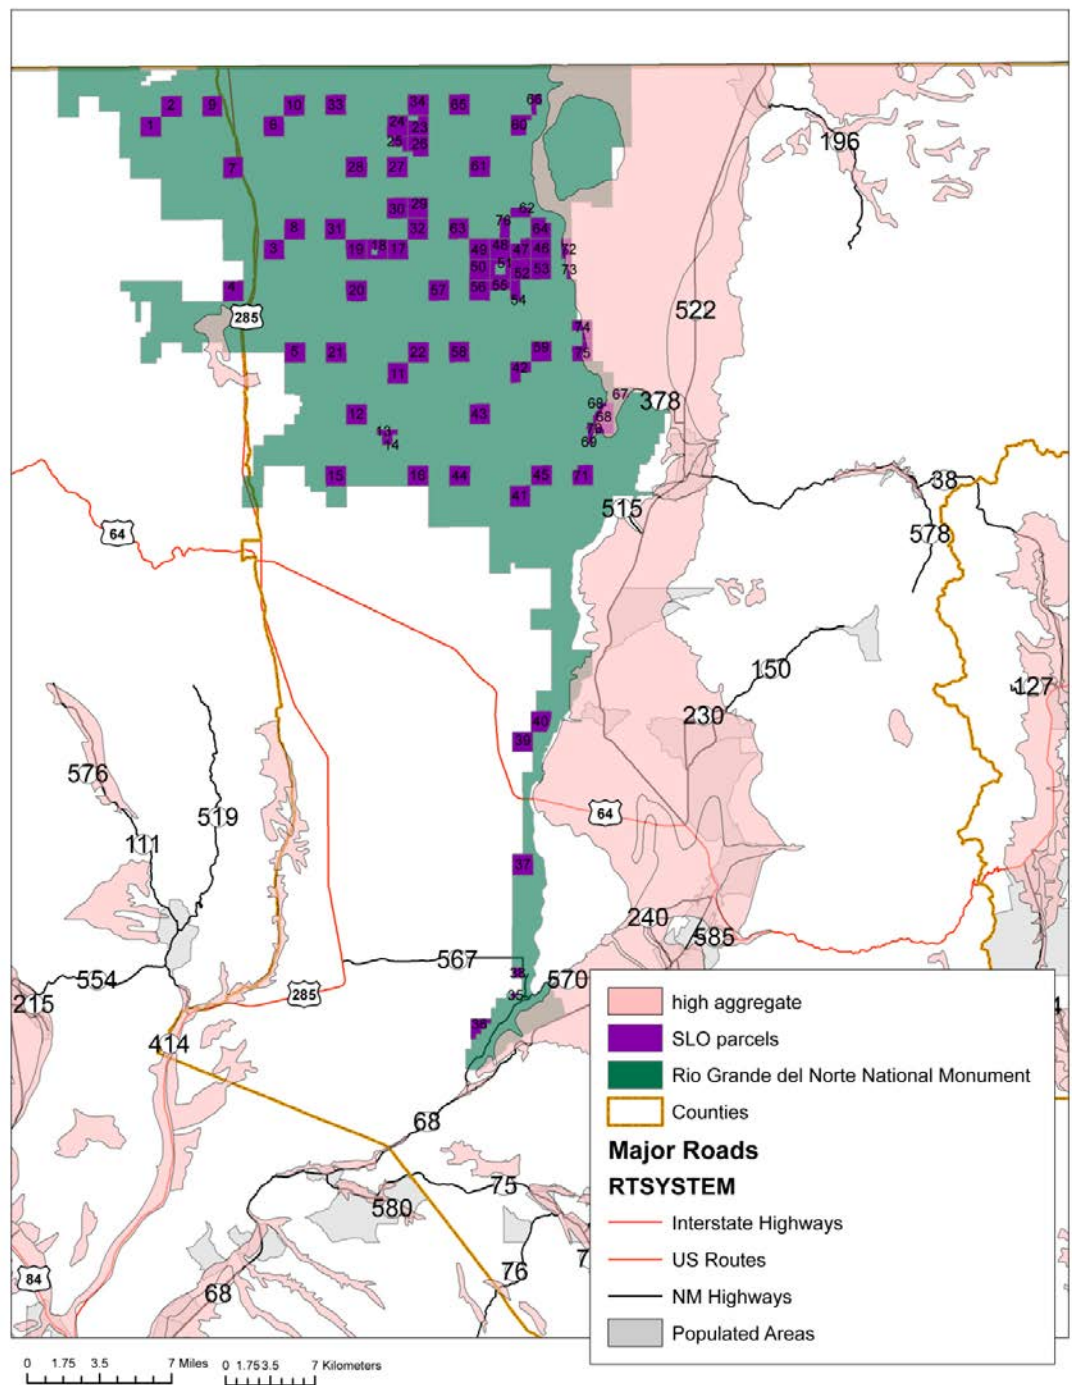 2 9 10 33 34 65 66
1 6 24 23 60
25 26 196
7 28 27 61
30 29 62
8 31 32 63 76 64
3 19 18 17 49 48 47 46 72
50 51 52 53 73
4 20 57 56 55 54
285 522
74
5 21 22 58 59 75
11 42
67 378
12 43 68 68
13 79
14 69
15 16 44 45 71 38
41 515
64 578
150
127
230
40
39
576
519 64
111
37
240
585
567
38 570
554
215 285 35
36
414
68
75
580
76 7
84 68
4
high aggregate
SLO parcels
Rio Grande del Norte National Monument
Counties
Major Roads
RTSYSTEM
Interstate Highways
US Routes
NM Highways
Populated Areas
0 1.75 3.5 7 Miles 0 1.75 3.5 7 Kilometers